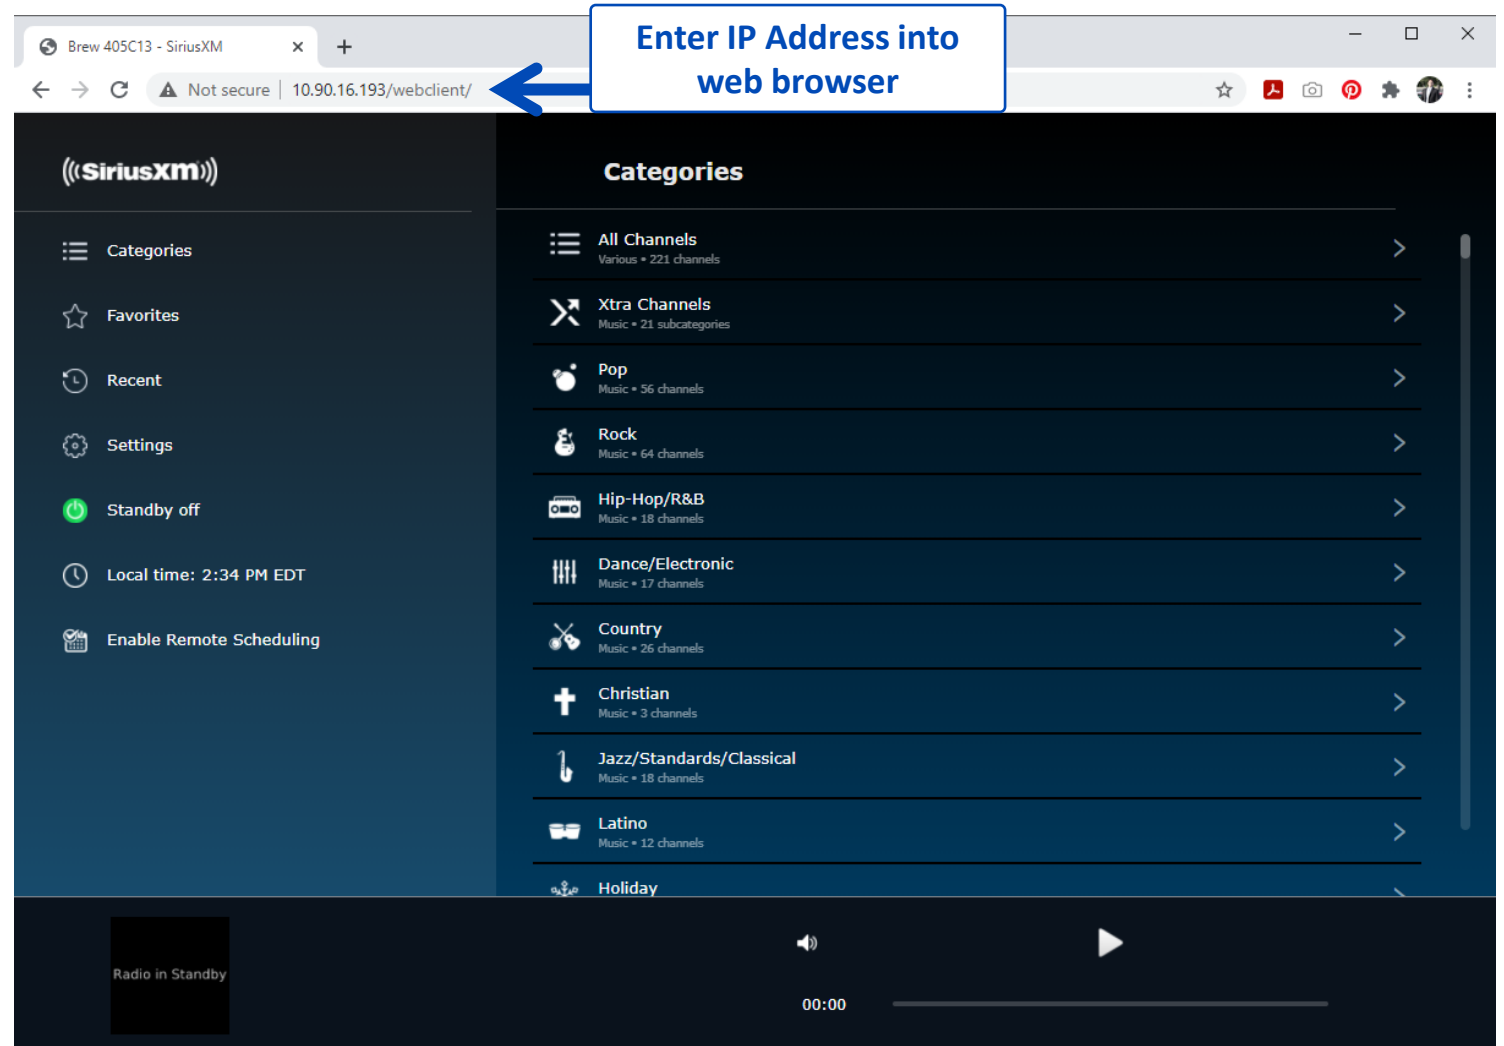 Brew 405C13 - SiriusXM
Enter IP Address into
web browser
Not secure | 10.90.16.193/webclient/
(((SiriusXM)))
Categories
Favorites
Recent
Settings
Standby off
Local time: 2:34 PM EDT
Enable Remote Scheduling
Categories
All Channels
Various • 221 channels
Xtra Channels
Music • 21 subcategories
Pop
Music • 56 channels
Rock
Music • 64 channels
Hip-Hop/R&B
Music • 18 channels
Dance/Electronic
Music • 17 channels
Country
Music • 26 channels
Christian
Music • 3 channels
Jazz/Standards/Classical
Music • 18 channels
Latino
Music • 12 channels
Holiday
Radio in Standby
00:00